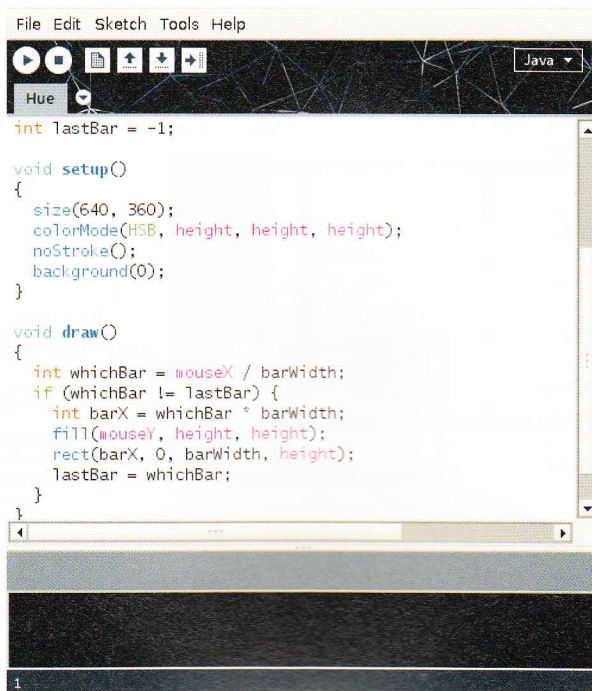 File Edit Sketch Tools Help
Java
Hue
int lastBar = -1;
void setup()
{
size(640, 360);
colorMode(HSB, height, height, height);
noStroke();
background(0);
}
void draw()
{
int whichBar = mouseX / barWidth;
if (whichBar != lastBar) {
int barX = whichBar * barWidth;
fill(mouseY, height, height);
rect(barX, 0, barWidth, height);
lastBar = whichBar;
}
}
1